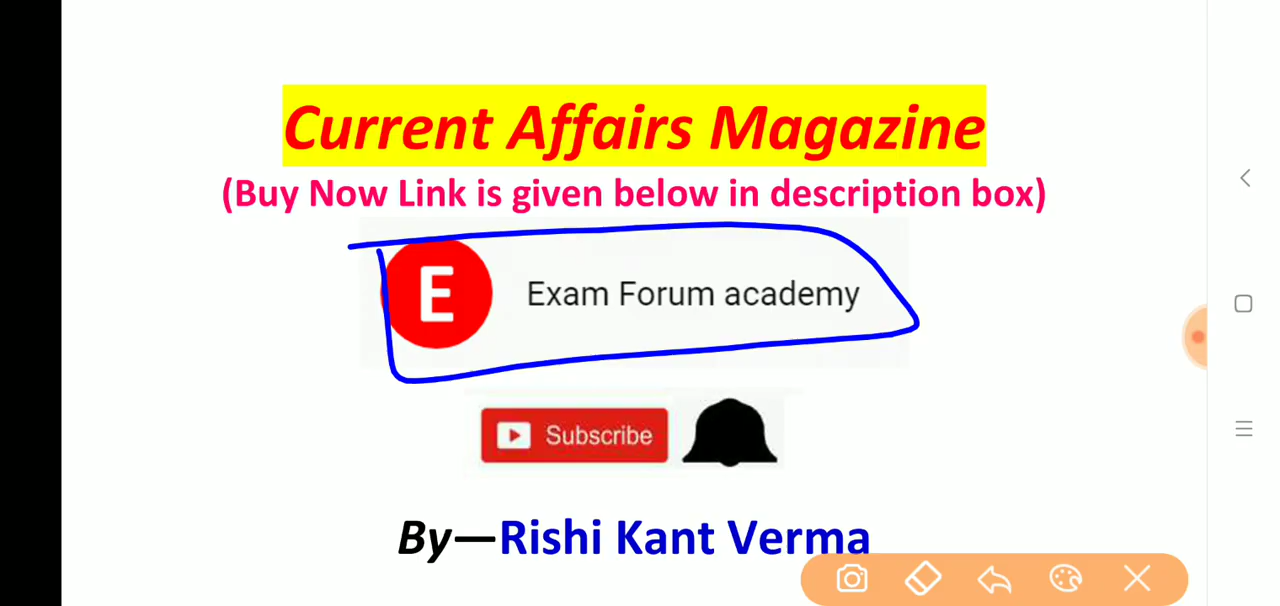 Current Affairs Magazine
(Buy Now Link is given below in description box)
E Exam Forum academy
Subscribe
By—Rishi Kant Verma